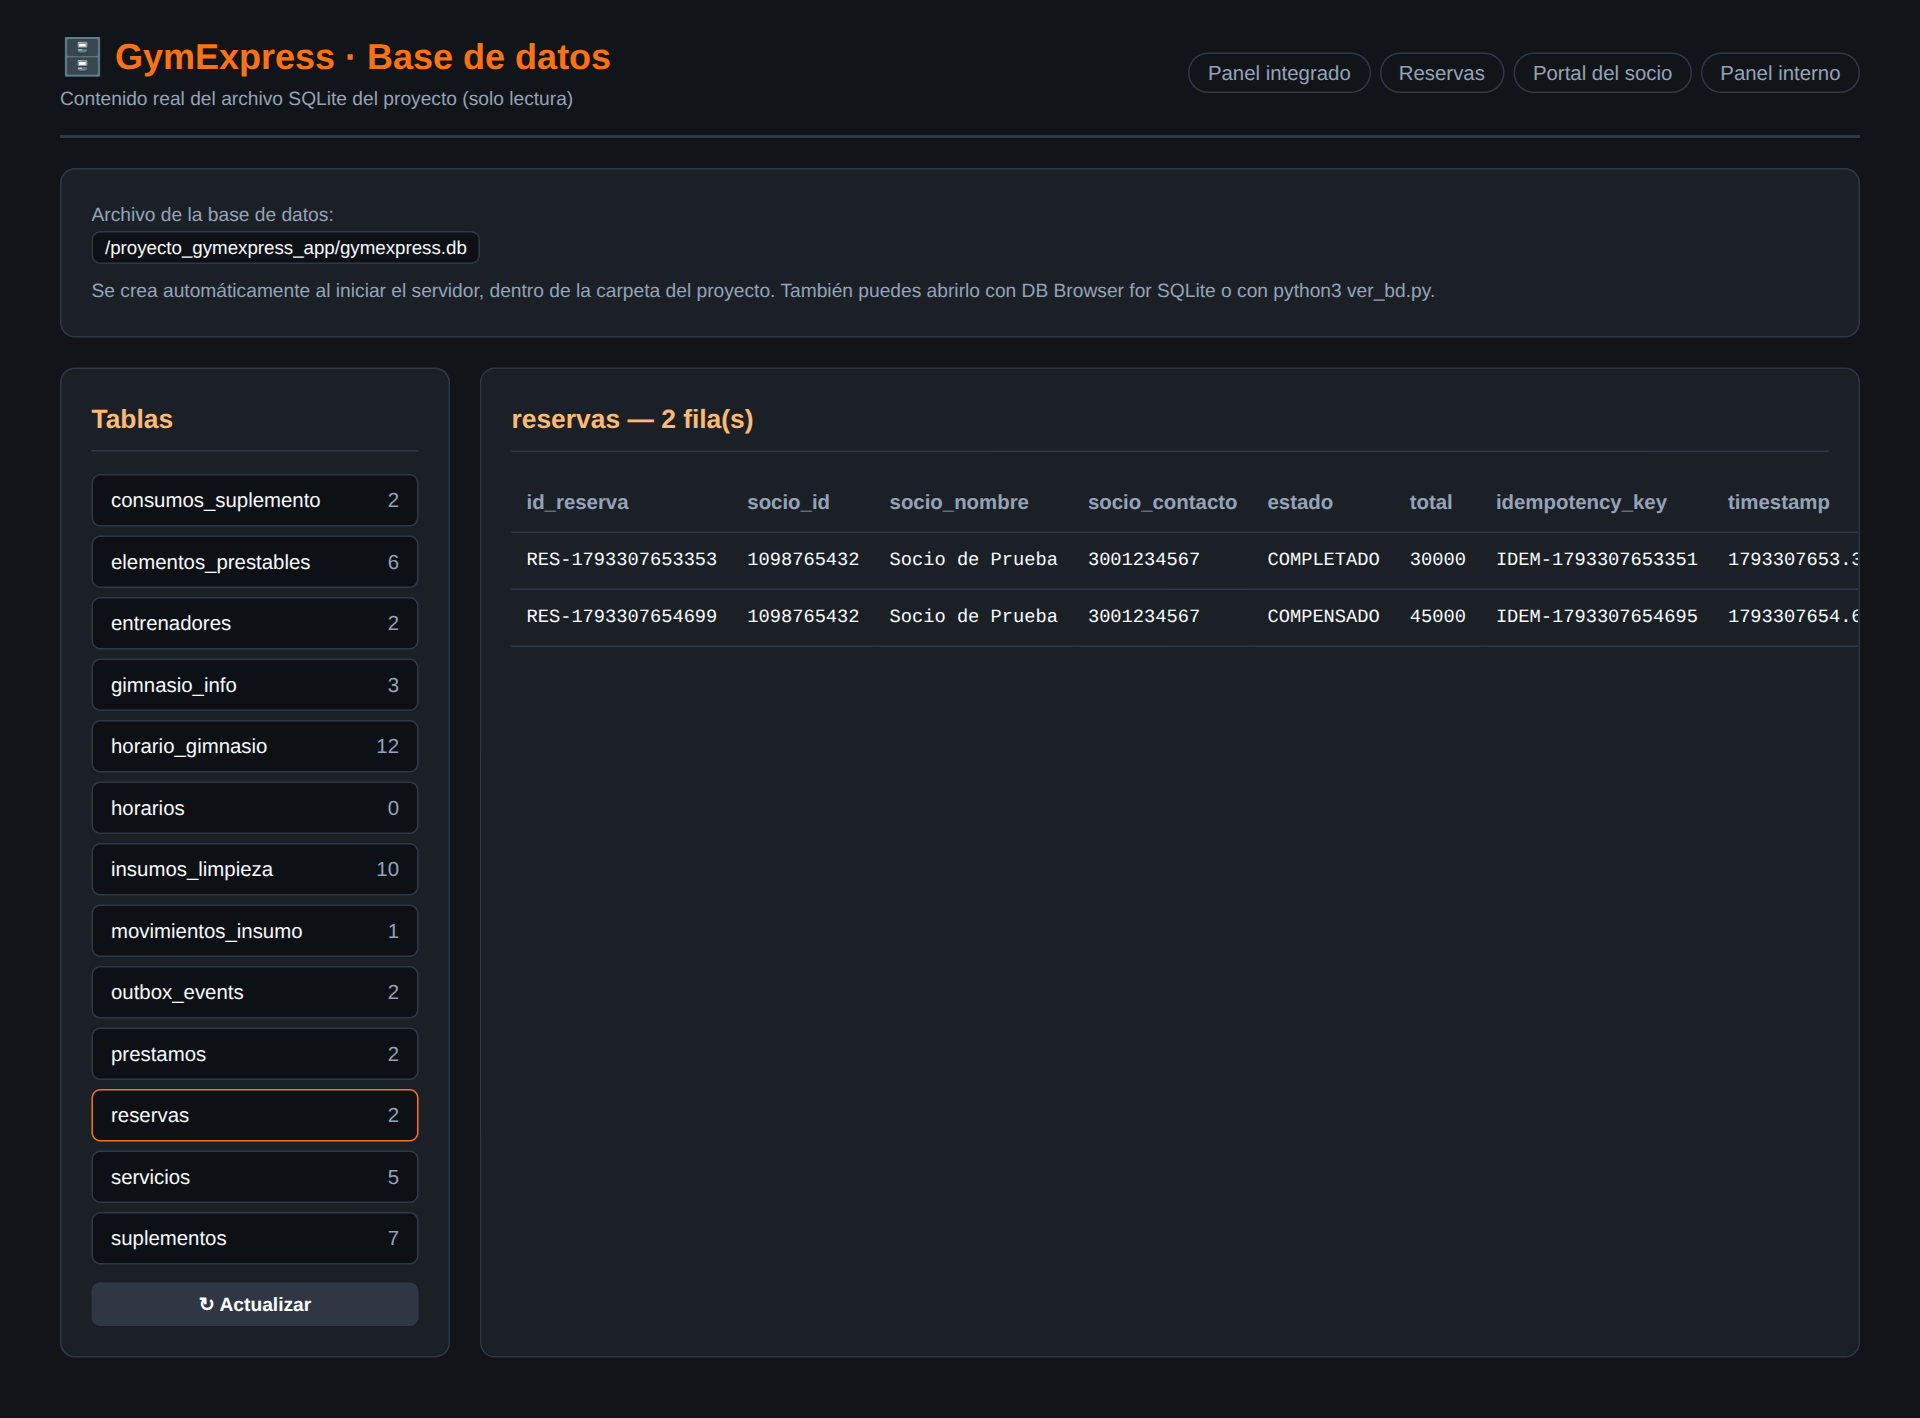 GymExpress · Base de datos
Contenido real del archivo SQLite del proyecto (solo lectura)
Panel integrado Reservas Portal del socio Panel interno
Archivo de la base de datos:
/proyecto_gymexpress_app/gymexpress.db
Se crea automáticamente al iniciar el servidor, dentro de la carpeta del proyecto. También puedes abrirlo con DB Browser for SQLite o con python3 ver_bd.py.
Tablas
consumos_suplemento 2
elementos_prestables 6
entrenadores 2
gimnasio_info 3
horario_gimnasio 12
horarios 0
insumos_limpieza 10
movimientos_insumo 1
outbox_events 2
prestamos 2
reservas 2
servicios 5
suplementos 7
↻ Actualizar
reservas — 2 fila(s)
id_reserva socio_id socio_nombre socio_contacto estado total idempotency_key timestamp
RES-1793307653353 1098765432 Socio de Prueba 3001234567 COMPLETADO 30000 IDEM-1793307653351 1793307653.3
RES-1793307654699 1098765432 Socio de Prueba 3001234567 COMPENSADO 45000 IDEM-1793307654695 1793307654.6